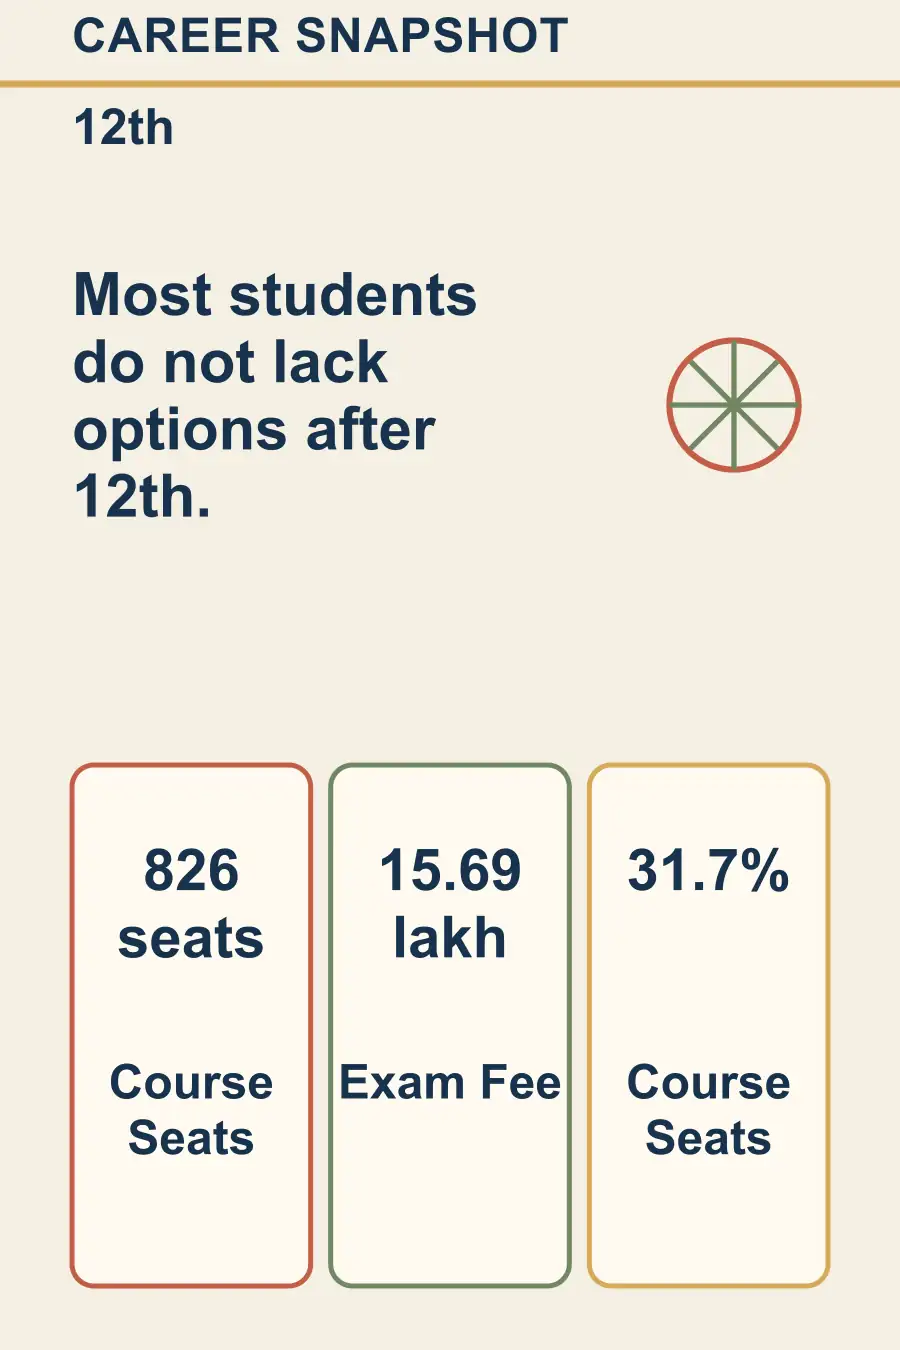 CAREER SNAPSHOT
12th
Most students
do not lack
options after
12th.
826
seats
Course
Seats
15.69
lakh
Exam Fee
31.7%
Course
Seats